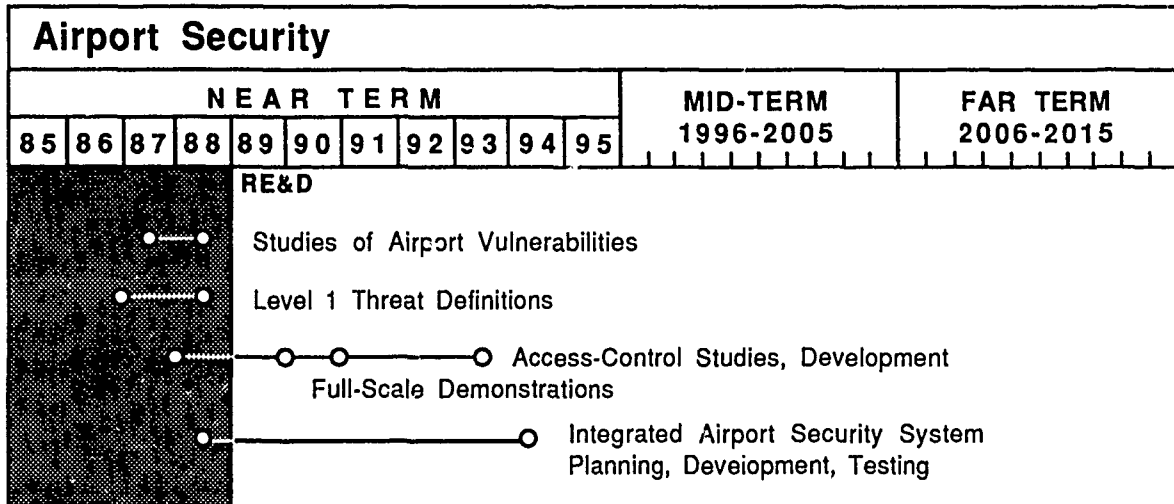 Airport Security
NEAR TERM
MID-TERM
1996-2005
FAR TERM
2006-2015
85 86 87 88 89 90 91 92 93 94 95
RE&D
Studies of Airport Vulnerabilities
Level 1 Threat Definitions
Access-Control Studies, Development
Full-Scale Demonstrations
Integrated Airport Security System
Planning, Development, Testing